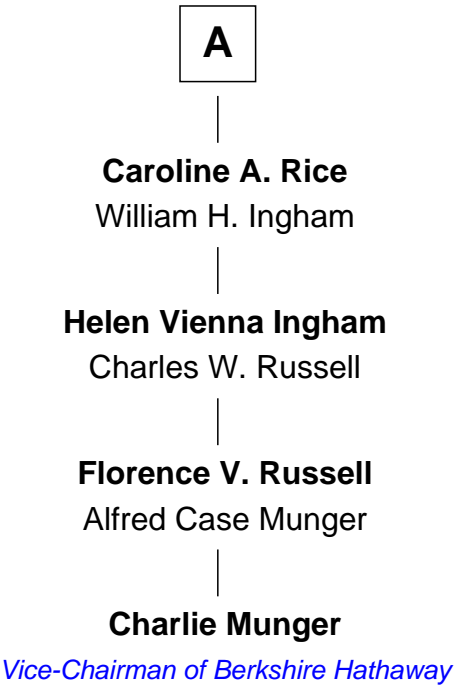 A
Caroline A. Rice
William H. Ingham
Helen Vienna Ingham
Charles W. Russell
Florence V. Russell
Alfred Case Munger
Charlie Munger
Vice-Chairman of Berkshire Hathaway